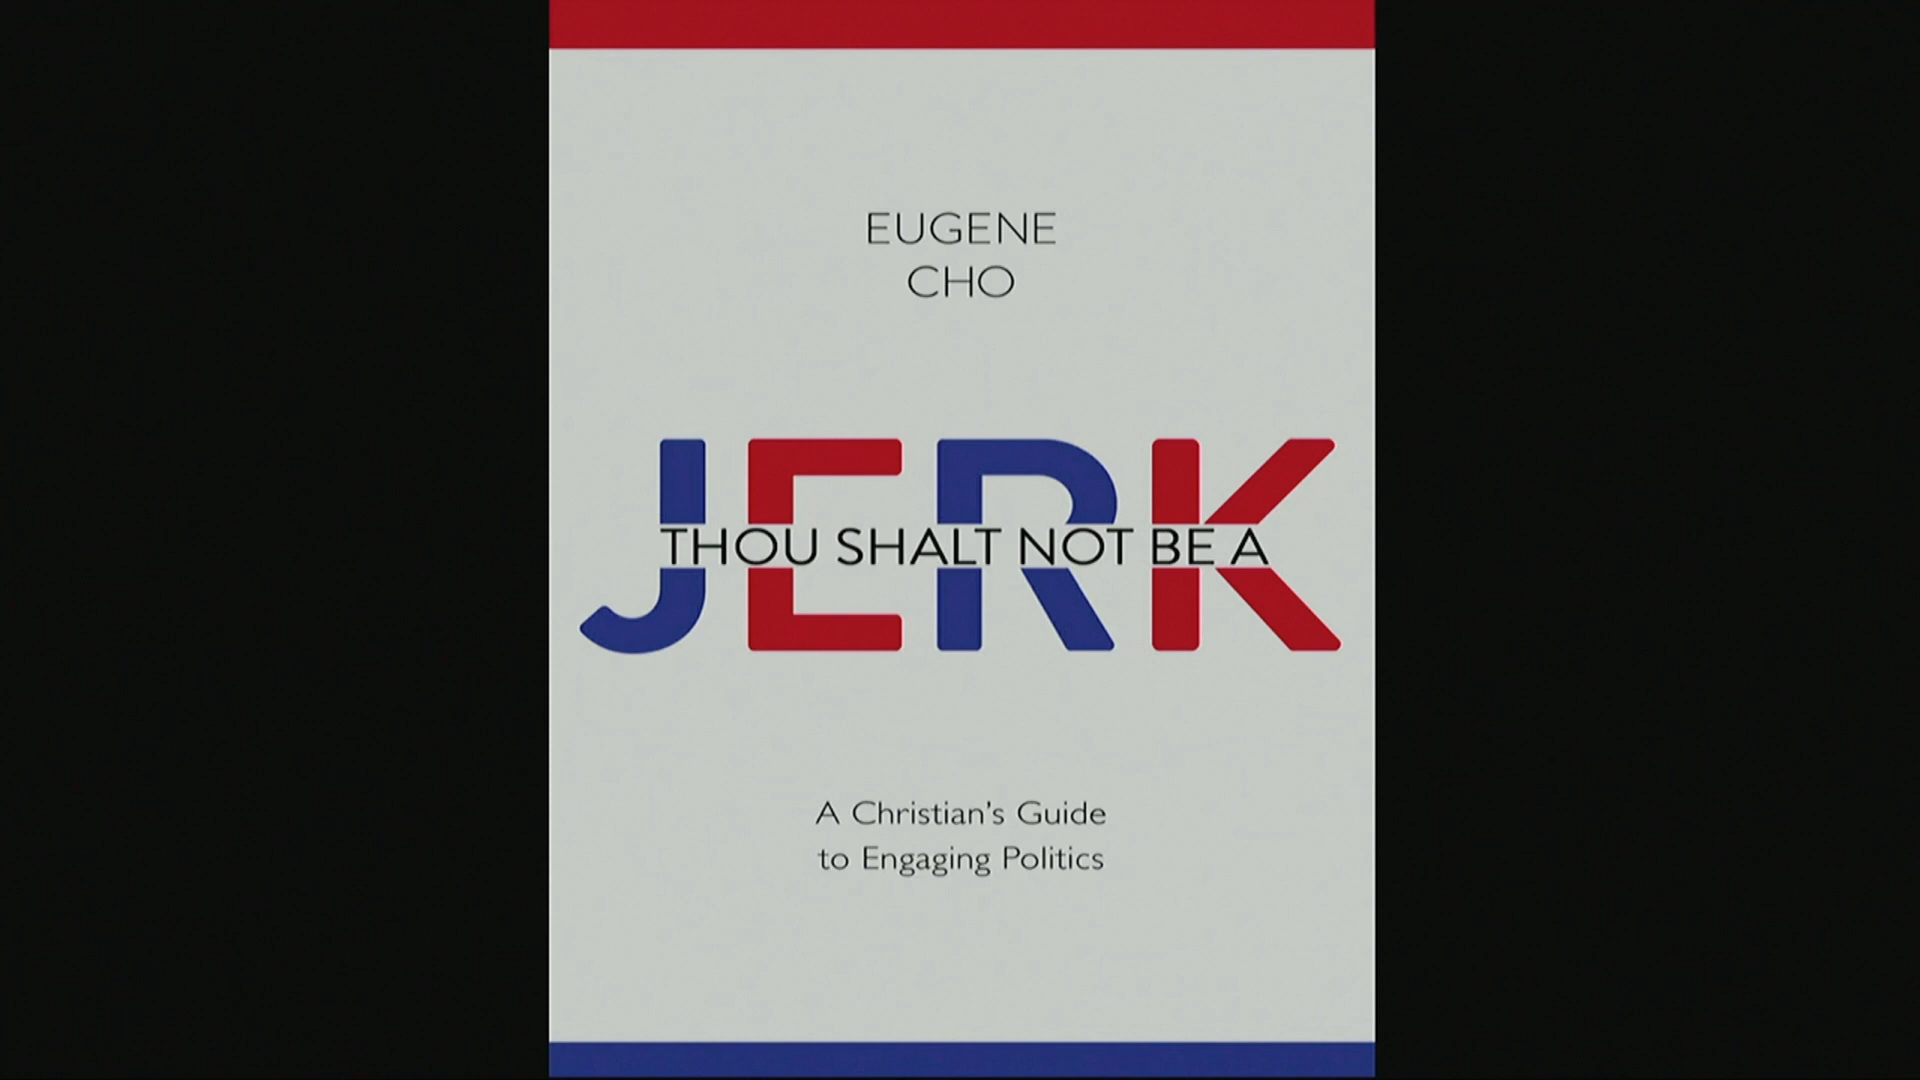 EUGENE
CHO
JERK
THOU SHALT NOT BE A
A Christian's Guide
to Engaging Politics